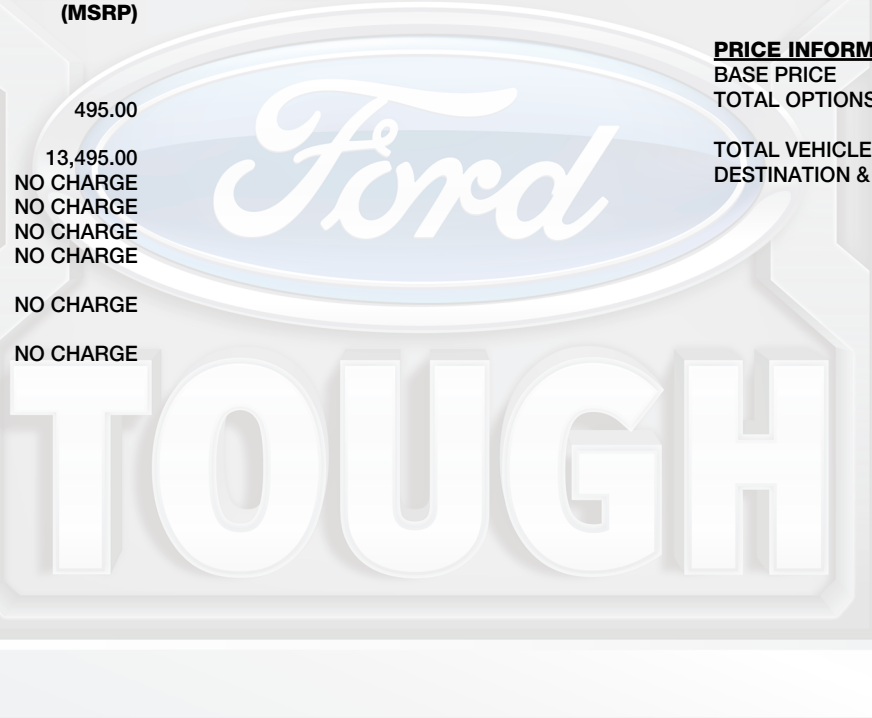 (MSRP)
495.00
13,495.00
NO CHARGE
NO CHARGE
NO CHARGE
NO CHARGE
NO CHARGE
NO CHARGE
PRICE INFORM
BASE PRICE
TOTAL OPTIONS
TOTAL VEHICLE
DESTINATION &
Ford
TOUGH